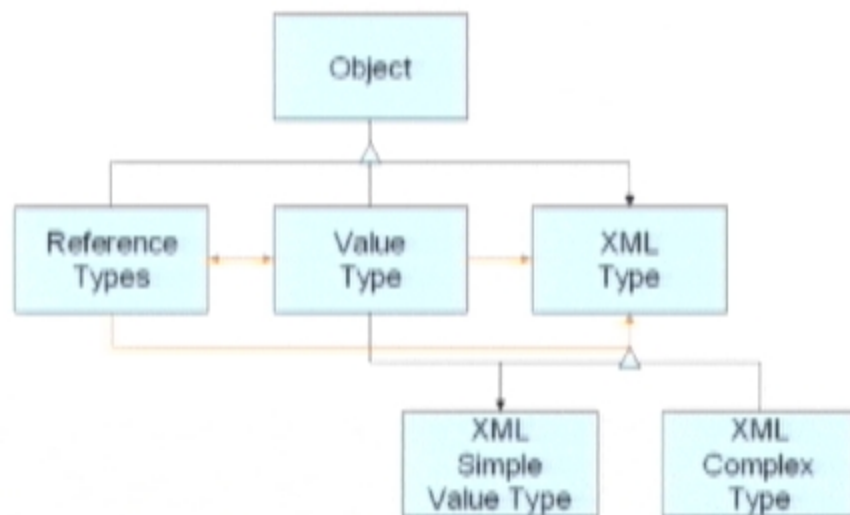 Object
Reference
Types
Value
Type
XML
Type
XML
Simple
Value Type
XML
Complex
Type